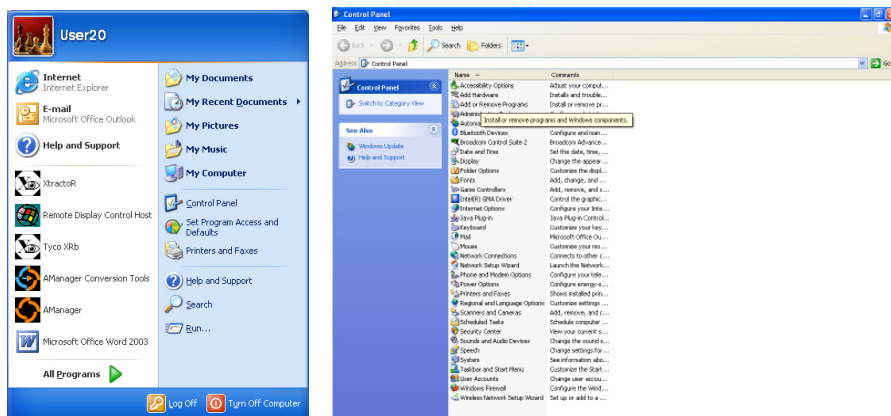 User20
Internet
Internet Explorer
E-mail
Microsoft Office Outlook
Help and Support
XtractoR
Remote Display Control Host
Tyco XRb
AManager Conversion Tools
AManager
Microsoft Office Word 2003
All Programs
My Documents
My Recent Documents
My Pictures
My Music
My Computer
Control Panel
Set Program Access and
Defaults
Printers and Faxes
Help and Support
Search
Run...
Log Off Turn Off Computer
Control Panel
File Edit View Favorites Tools Help
Back Search Folders
Address Control Panel Go
Control Panel
Switch to Category View
See Also
Windows Update
Help and Support
Name Comments
Accessibility Options Adjust your comput...
Add Hardware Installs and trouble...
Add or Remove Programs Install or remove pr...
Install or remove programs and Windows components.
Bluetooth Devices Configure and man...
Broadcom Control Suite 2 Broadcom Advance...
Date and Time Set the date, time, ...
Display Change the appear...
Folder Options Customize the displ...
Fonts Add, change, and ...
Game Controllers Add, remove, and c...
Intel(R) GMA Driver Control the graphic...
Internet Options Configure your Inte...
Java Plug-in Java Plug-in Control...
Keyboard Customize your key...
Mail Microsoft Office Ou...
Mouse Customize your mo...
Network Connections Connects to other c...
Network Setup Wizard Launch the Network...
Phone and Modem Options Configure your tele...
Power Options Configure energy-s...
Printers and Faxes Shows installed prin...
Regional and Language Options Customize settings ...
Scanners and Cameras Add, remove, and c...
Scheduled Tasks Schedule computer ...
Security Center View your current s...
Sounds and Audio Devices Change the sound s...
Speech Change settings for...
System See information abo...
Taskbar and Start Menu Customize the Start...
User Accounts Change user accou...
Windows Firewall Configure the Wind...
Wireless Network Setup Wizard Set up or add to a ...